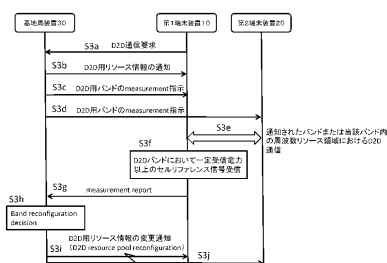 基地局装置30
第1端末装置10
第2端末装置20
S3a
D2D通信要求
S3b
D2D用リソース情報の通知
S3c
D2D用バンドのmeasurement指示
S3d
D2D用バンドのmeasurement指示
S3e
通知されたバンドまたは当該バンド内
の周波数リソース領域におけるD2D
通信
S3f
D2Dバンドにおいて一定受信電力
以上のセルリファレンス信号受信
S3g
measurement report
S3h
Band reconfiguration
decision
D2D用リソース情報の変更通知
S3i
(D2D resource pool reconfiguration)
S3j